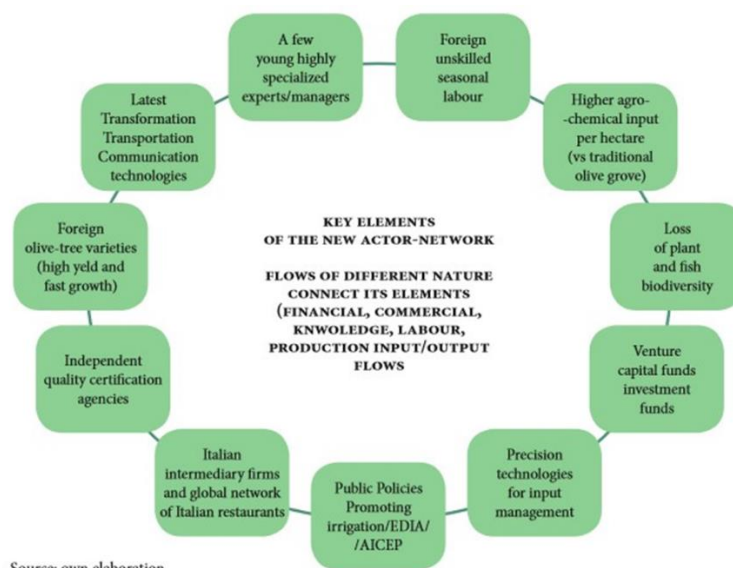 A few
young highly
specialized
experts/managers
Foreign
unskilled
seasonal
labour
Higher agro-
-chemical input
per hectare
(vs traditional
olive grove)
Loss
of plant
and fish
biodiversity
Venture
capital funds
investment
funds
Precision
technologies
for input
management
Public Policies
Promoting
irrigation/EDIA/
/AICEP
Italian
intermediary firms
and global network
of Italian restaurants
Independent
quality certification
agencies
Foreign
olive-tree varieties
(high yeld and
fast growth)
Latest
Transformation
Transportation
Communication
technologies
KEY ELEMENTS
OF THE NEW ACTOR-NETWORK
FLOWS OF DIFFERENT NATURE
CONNECT ITS ELEMENTS
(FINANCIAL, COMMERCIAL,
KNWOLEDGE, LABOUR,
PRODUCTION INPUT/OUTPUT
FLOWS
Source: own elaboration